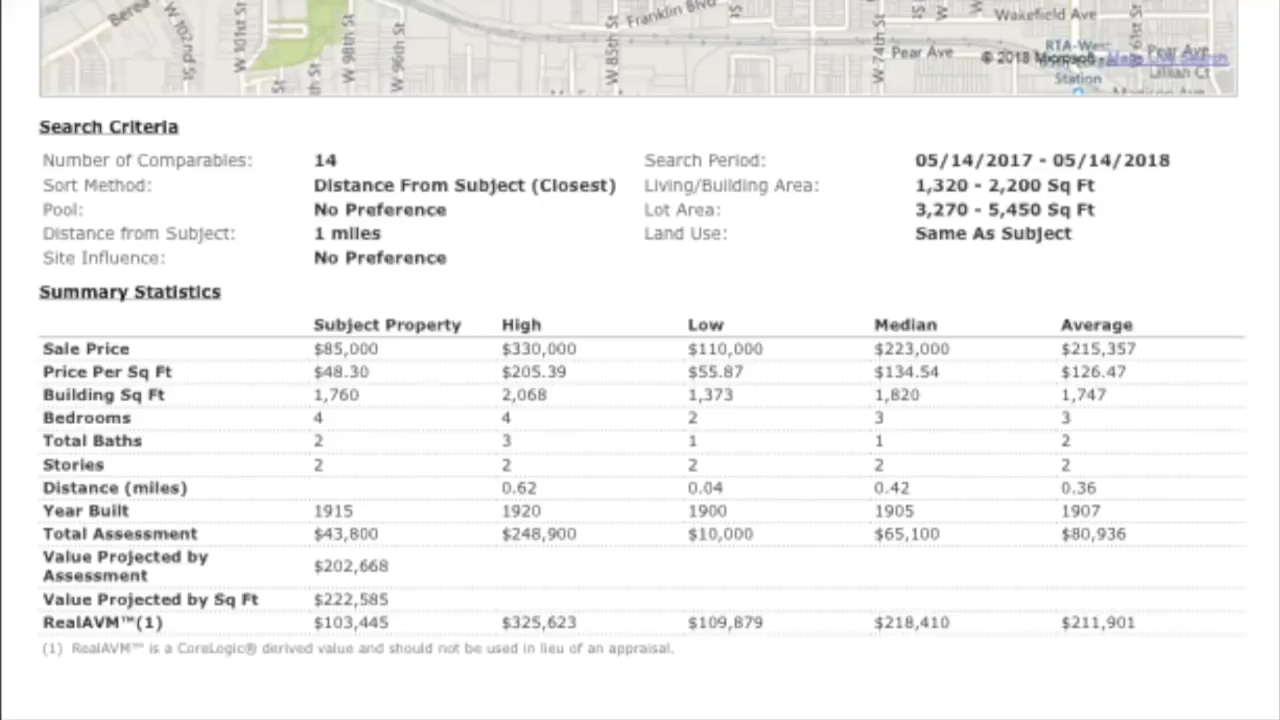 Berea
W 102nd St
W 101st St
W 98th St
W 96th St
W 85th St
Franklin Blvd
W 74th St
Wakefield Ave
Pear Ave
RTA-West
Station
© 2018 Microsoft
W 61st St
Pear Ave
Lillian Ct
Madison Ave
Search Criteria
Number of Comparables: 14 Search Period: 05/14/2017 - 05/14/2018
Sort Method: Distance From Subject (Closest) Living/Building Area: 1,320 - 2,200 Sq Ft
Pool: No Preference Lot Area: 3,270 - 5,450 Sq Ft
Distance from Subject: 1 miles Land Use: Same As Subject
Site Influence: No Preference
Summary Statistics
Subject Property High Low Median Average
Sale Price $85,000 $330,000 $110,000 $223,000 $215,357
Price Per Sq Ft $48.30 $205.39 $55.87 $134.54 $126.47
Building Sq Ft 1,760 2,068 1,373 1,820 1,747
Bedrooms 4 4 2 3 3
Total Baths 2 3 1 1 2
Stories 2 2 2 2 2
Distance (miles) 0.62 0.04 0.42 0.36
Year Built 1915 1920 1900 1905 1907
Total Assessment $43,800 $248,900 $10,000 $65,100 $80,936
Value Projected by
Assessment $202,668
Value Projected by Sq Ft $222,585
RealAVM™(1) $103,445 $325,623 $109,879 $218,410 $211,901
(1) RealAVM™ is a CoreLogic® derived value and should not be used in lieu of an appraisal.